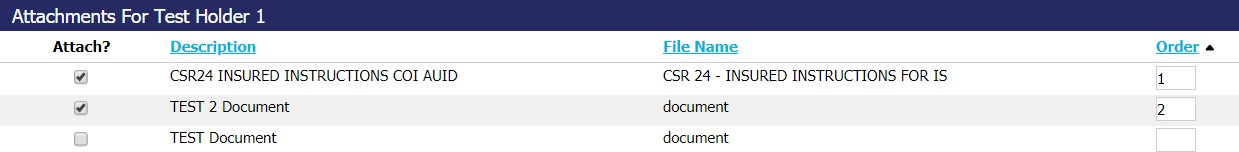 Attachments For Test Holder 1
Attach? Description File Name Order
CSR24 INSURED INSTRUCTIONS COI AUID CSR 24 - INSURED INSTRUCTIONS FOR IS 1
TEST 2 Document document 2
TEST Document document